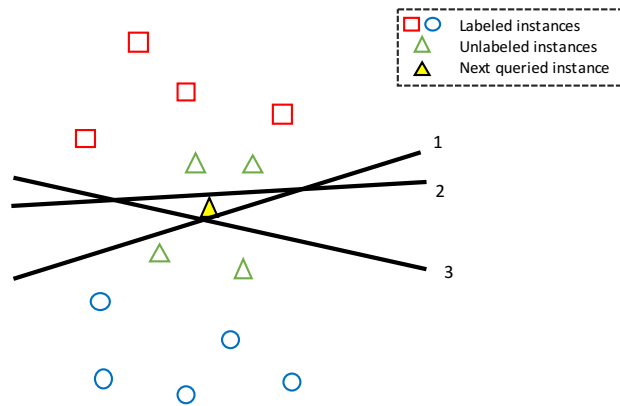 Labeled instances
Unlabeled instances
Next queried instance
1
2
3